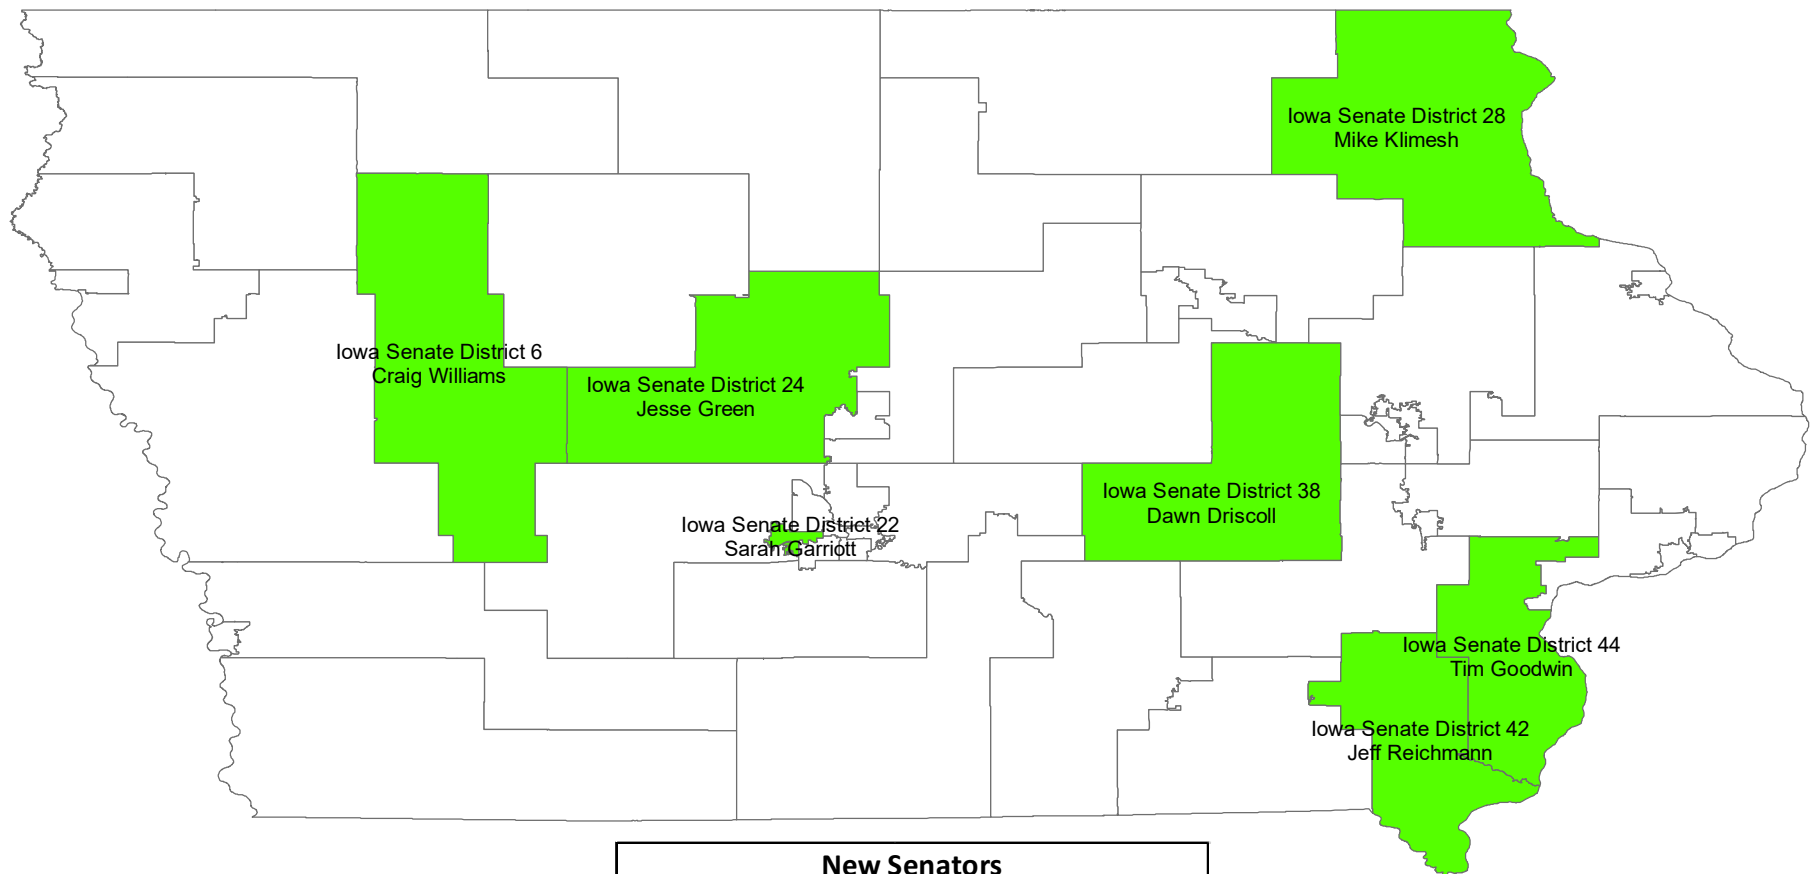 Iowa Senate District 28
Mike Klimesh
Iowa Senate District 6
Craig Williams
Iowa Senate District 24
Jesse Green
Iowa Senate District 38
Dawn Driscoll
Iowa Senate District 22
Sarah Garriott
Iowa Senate District 44
Tim Goodwin
Iowa Senate District 42
Jeff Reichmann
New Senators